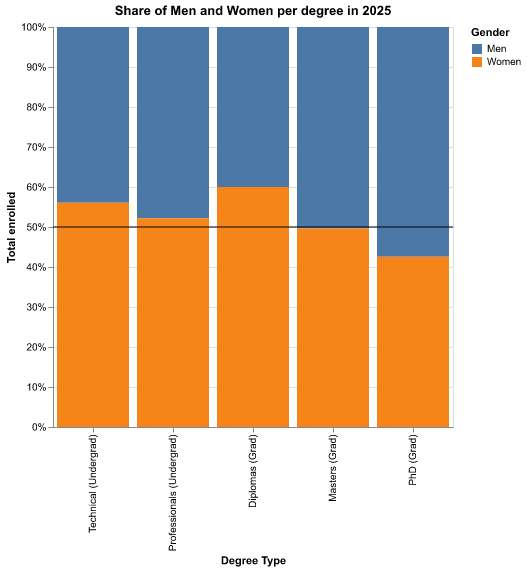 Share of Men and Women per degree in 2025
Gender
Men
Women
Total enrolled
100%
90%
80%
70%
60%
50%
40%
30%
20%
10%
0%
Technical (Undergrad)
Professionals (Undergrad)
Diplomas (Grad)
Masters (Grad)
PhD (Grad)
Degree Type